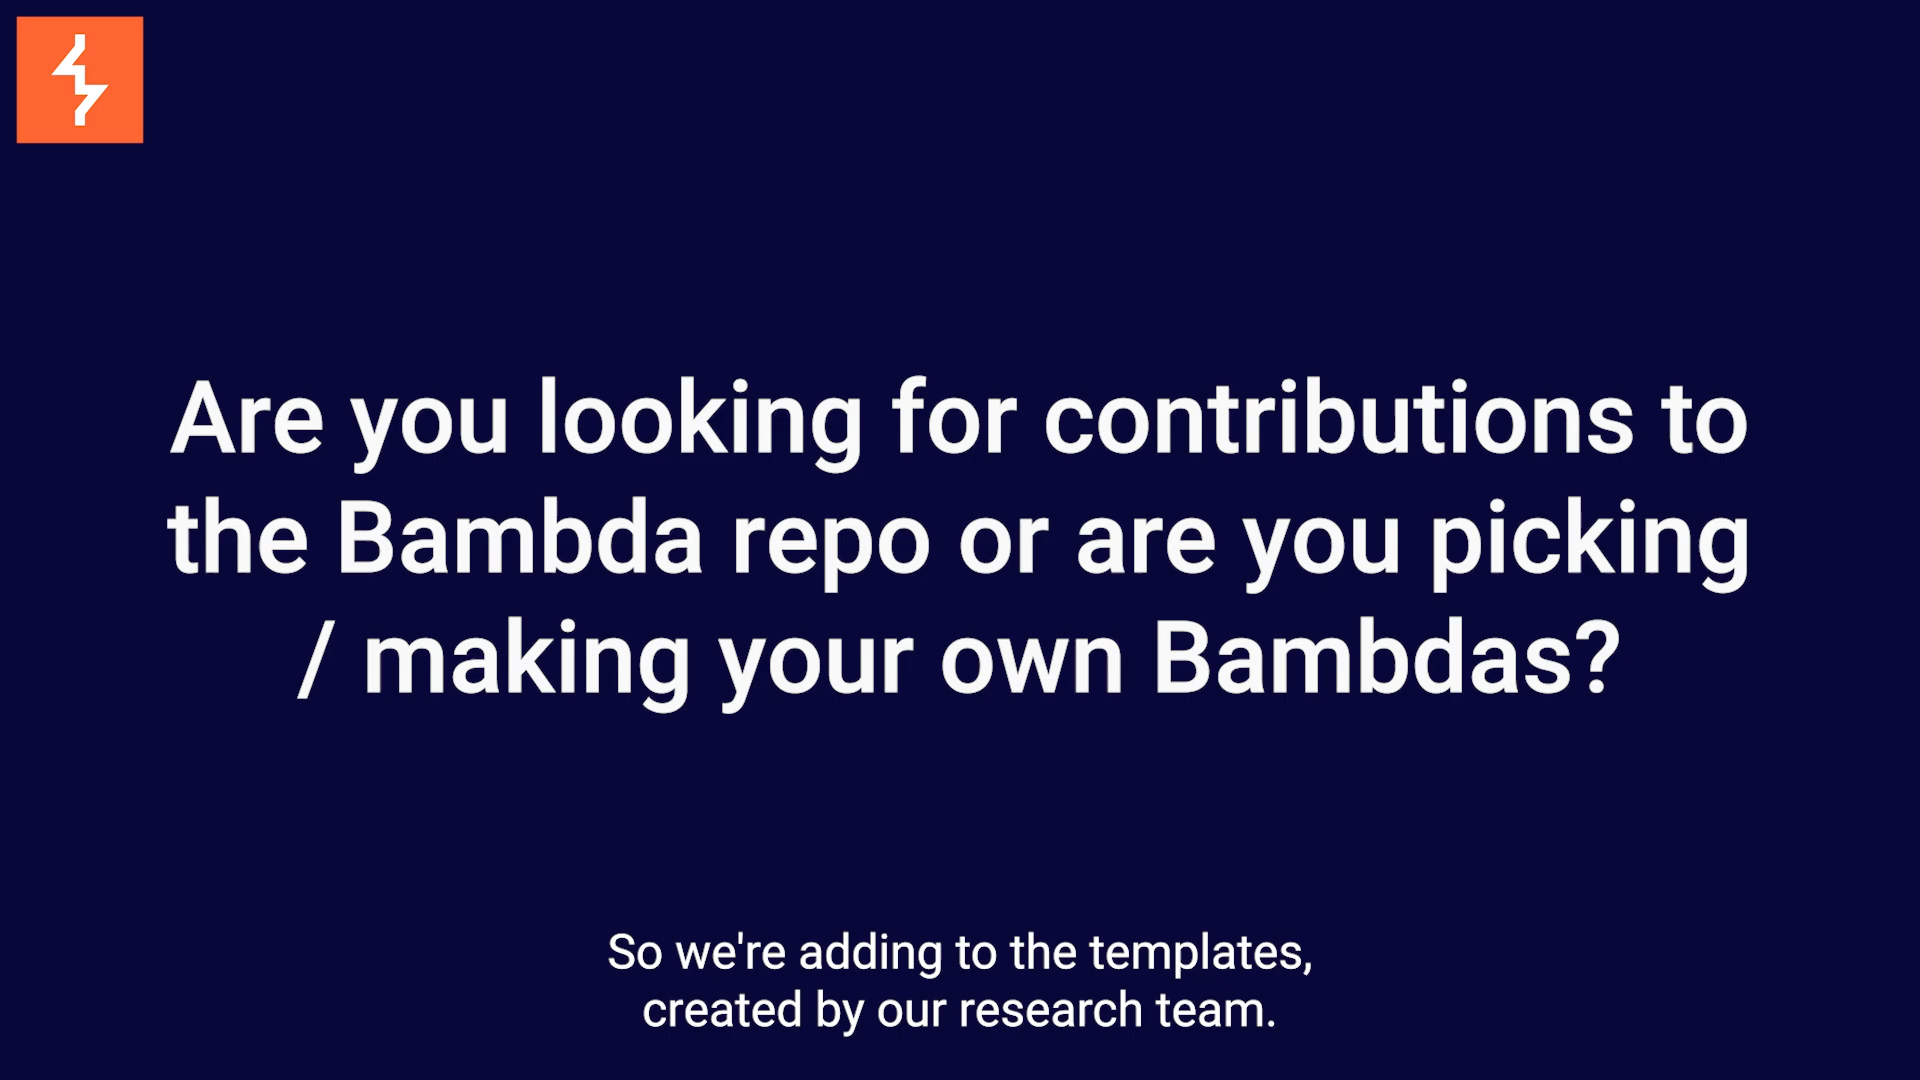 Are you looking for contributions to
the Bambda repo or are you picking
/ making your own Bambdas?
So we're adding to the templates,
created by our research team.